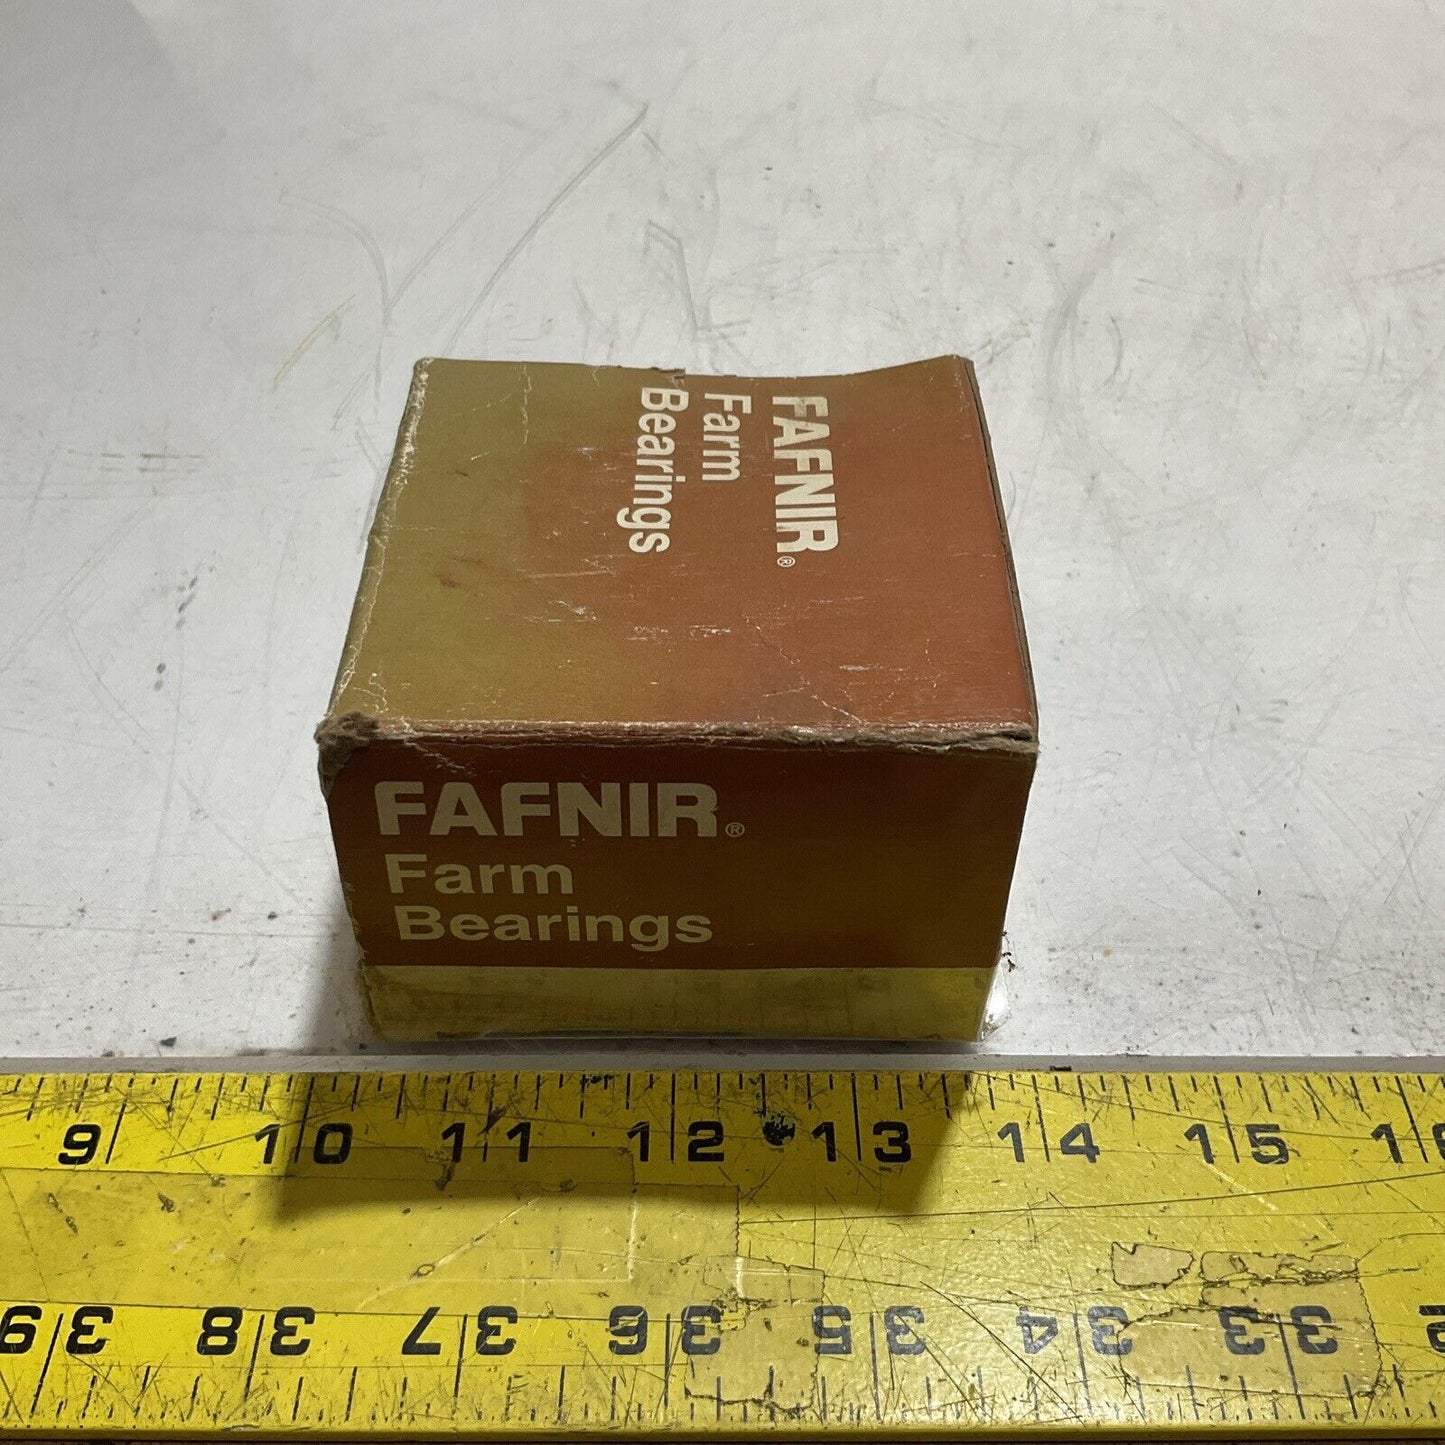 FAFNIR®
Farm
Bearings
FAFNIR®
Farm
Bearings
9 10 11 12 13 14 15
39 38 37 36 35 34 33